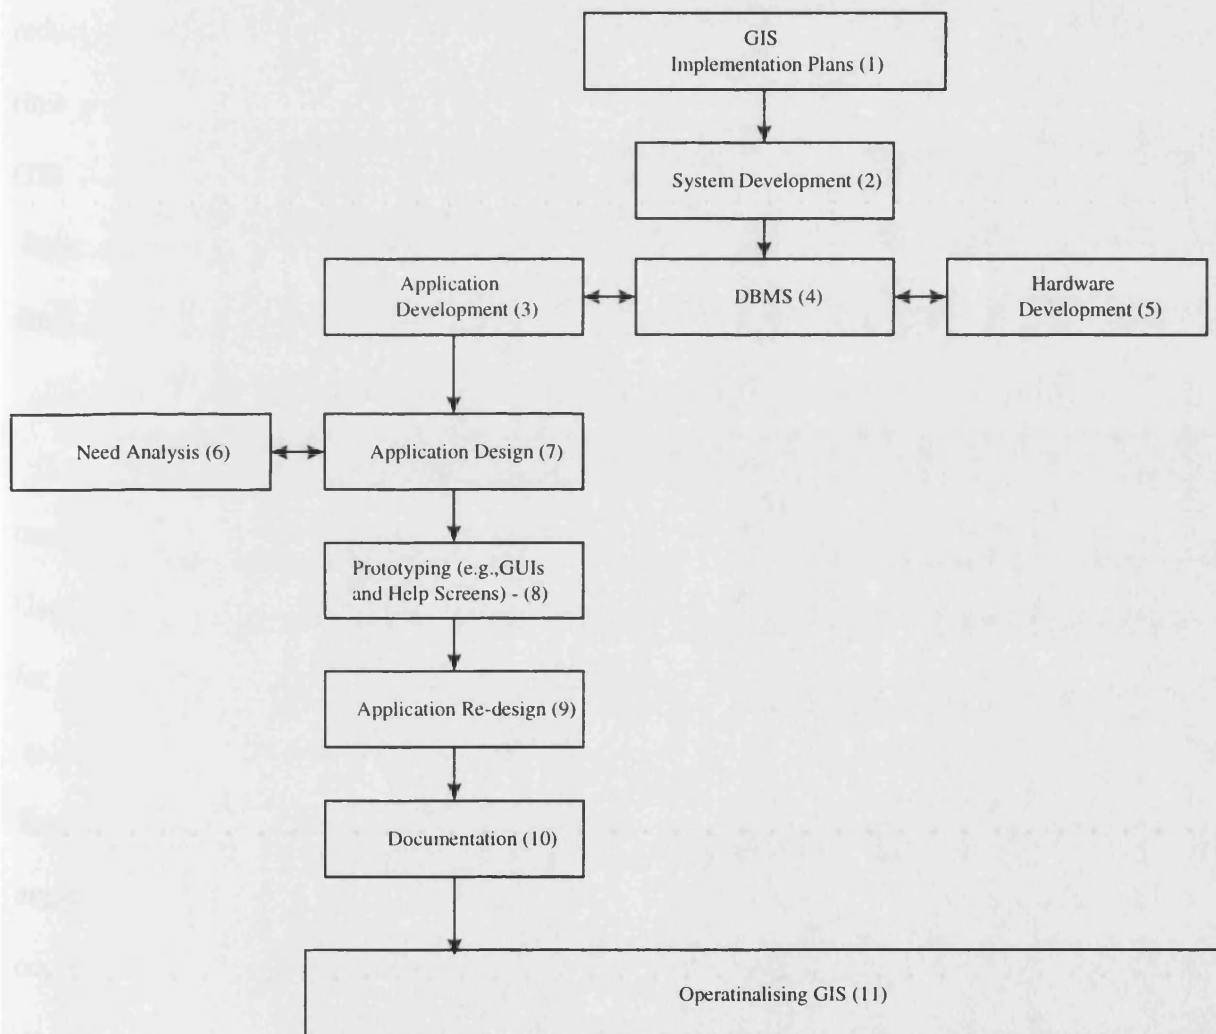 GIS
Implementation Plans (1)
System Development (2)
Application
Development (3)
DBMS (4)
Hardware
Development (5)
Need Analysis (6)
Application Design (7)
Prototyping (e.g.,GUIs
and Help Screens) - (8)
Application Re-design (9)
Documentation (10)
Operatinalising GIS (11)